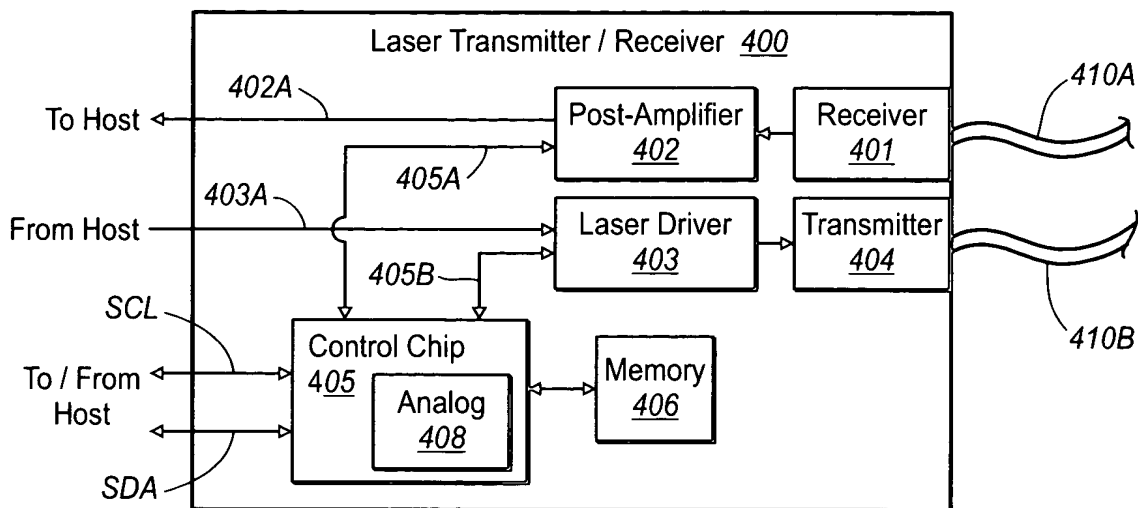 Laser Transmitter / Receiver 400
402A
410A
To Host
Post-Amplifier
402
Receiver
401
405A
403A
From Host
Laser Driver
403
Transmitter
404
405B
SCL
410B
Control Chip
405
To / From
Host
Analog
408
Memory
406
SDA